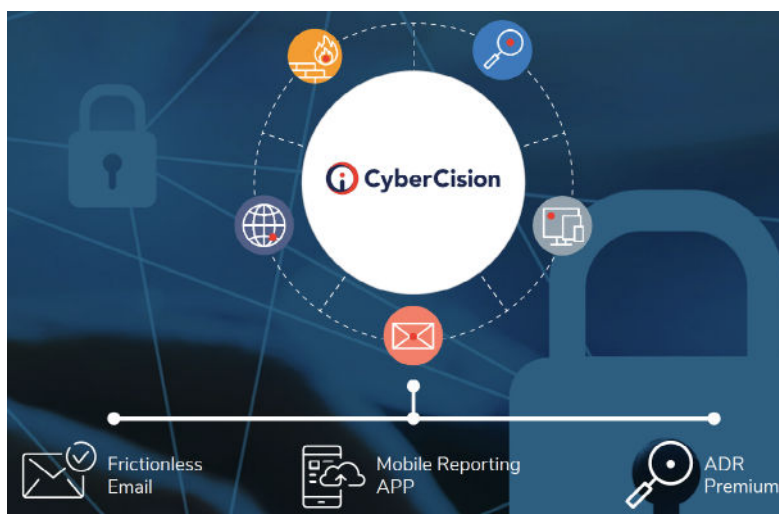 CyberCision
Frictionless
Email
Mobile Reporting
APP
ADR
Premium